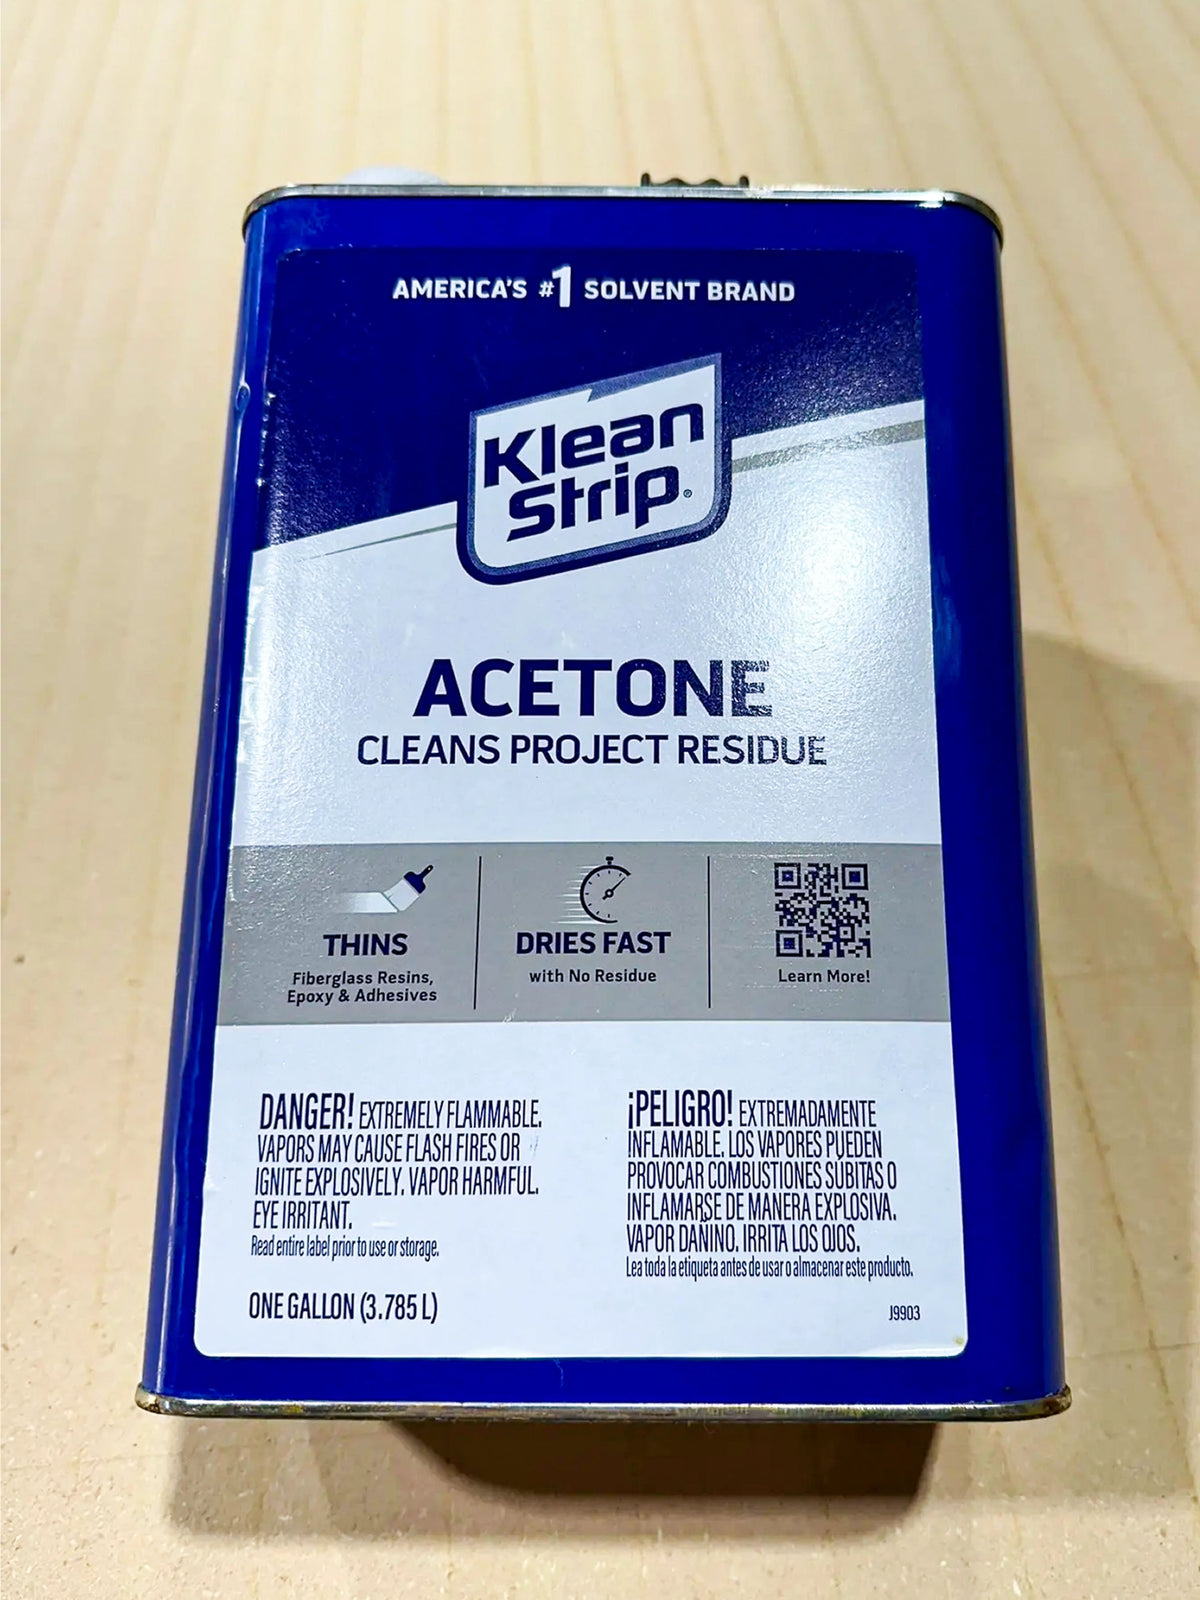 AMERICA'S #1 SOLVENT BRAND
Klean
Strip®
ACETONE
CLEANS PROJECT RESIDUE
THINS
Fiberglass Resins,
Epoxy & Adhesives
DRIES FAST
with No Residue
Learn More!
DANGER! EXTREMELY FLAMMABLE.
VAPORS MAY CAUSE FLASH FIRES OR
IGNITE EXPLOSIVELY. VAPOR HARMFUL.
EYE IRRITANT.
Read entire label prior to use or storage.
ONE GALLON (3.785 L)
¡PELIGRO! EXTREMADAMENTE
INFLAMABLE. LOS VAPORES PUEDEN
PROVOCAR COMBUSTIONES SÚBITAS O
INFLAMARSE DE MANERA EXPLOSIVA.
VAPOR DAÑINO. IRRITA LOS OJOS.
Lea toda la etiqueta antes de usar o almacenar este producto.
J9903